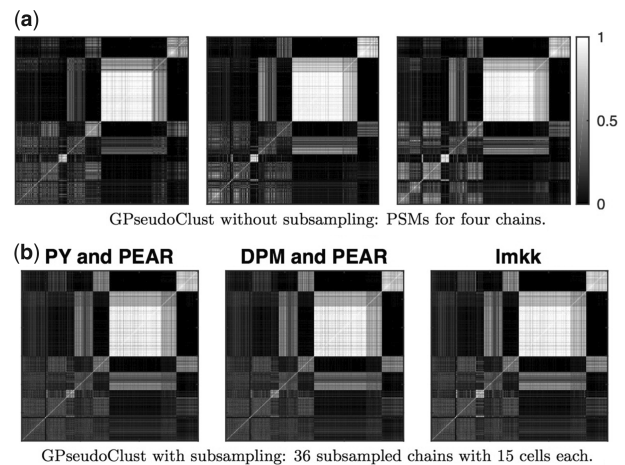 (a)
1
0.5
0
GPseudoClust without subsampling: PSMs for four chains.
(b)
PY and PEAR DPM and PEAR lmkk
GPseudoClust with subsampling: 36 subsampled chains with 15 cells each.